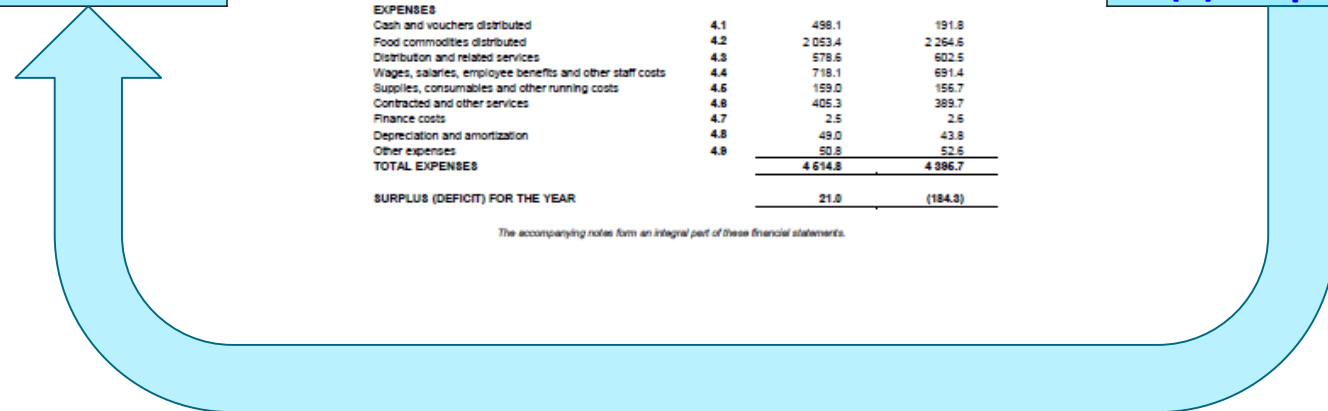 EXPENSES
Cash and vouchers distributed 4.1 498.1 191.8
Food commodities distributed 4.2 2 053.4 2 264.6
Distribution and related services 4.3 578.6 602.5
Wages, salaries, employee benefits and other staff costs 4.4 718.1 691.4
Supplies, consumables and other running costs 4.5 159.0 156.7
Contracted and other services 4.6 405.3 389.7
Finance costs 4.7 2.5 2.6
Depreciation and amortization 4.8 49.0 43.8
Other expenses 4.9 50.8 52.6
TOTAL EXPENSES 4 514.8 4 395.7
SURPLUS (DEFICIT) FOR THE YEAR 21.0 (184.3)
The accompanying notes form an integral part of these financial statements.